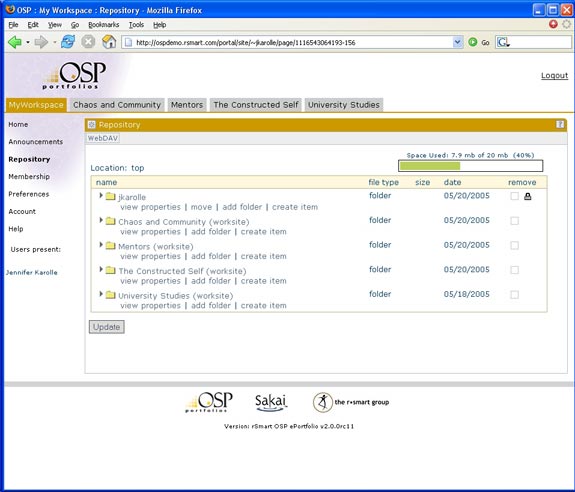 OSP : My Workspace : Repository - Mozilla Firefox
File Edit View Go Bookmarks Tools Help
http://ospdemo.rsmart.com/portal/site/~jkarolle/page/1116543064193-156
Go
G
OSP
portfolios
Logout
MyWorkspace Chaos and Community Mentors The Constructed Self University Studies
Home
Announcements
Repository
Membership
Preferences
Account
Help
Users present:
Jennifer Karolle
Repository ?
WebDAV
Space Used: 7.9 mb of 20 mb (40%)
Location: top
name file type size date remove
jkarolle folder 05/20/2005
view properties | move | add folder | create item
Chaos and Community (worksite) folder 05/20/2005
view properties | add folder | create item
Mentors (worksite) folder 05/20/2005
view properties | add folder | create item
The Constructed Self (worksite) folder 05/20/2005
view properties | add folder | create item
University Studies (worksite) folder 05/18/2005
view properties | add folder | create item
Update
OSP
portfolios
Sakai
the r•smart group
Version: rSmart OSP ePortfolio v2.0.0rc11